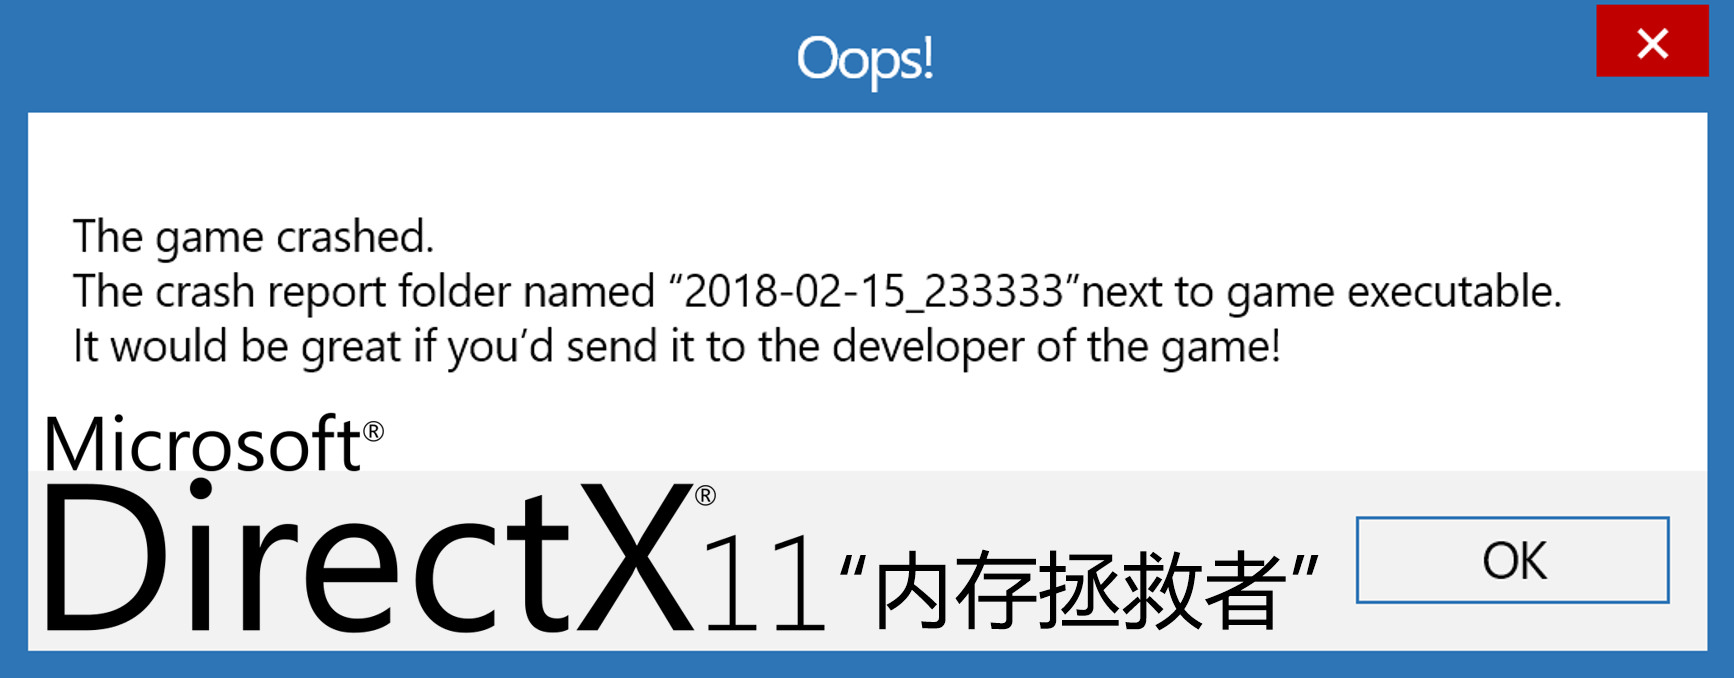 Oops!
The game crashed.
The crash report folder named “2018-02-15_233333”next to game executable.
It would be great if you’d send it to the developer of the game!
Microsoft®
DirectX®11“内存拯救者”
OK